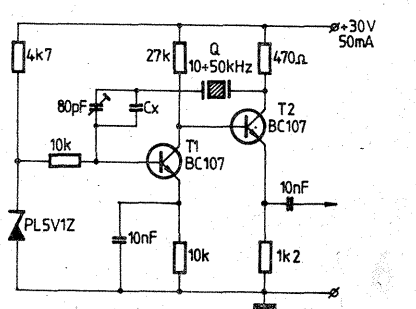 +30V
50mA
4k7
27k
Q
10÷50kHz
470Ω
80pF
Cx
T2
BC107
10k
T1
BC107
10nF
PL5V1Z
10nF
10k
1k2